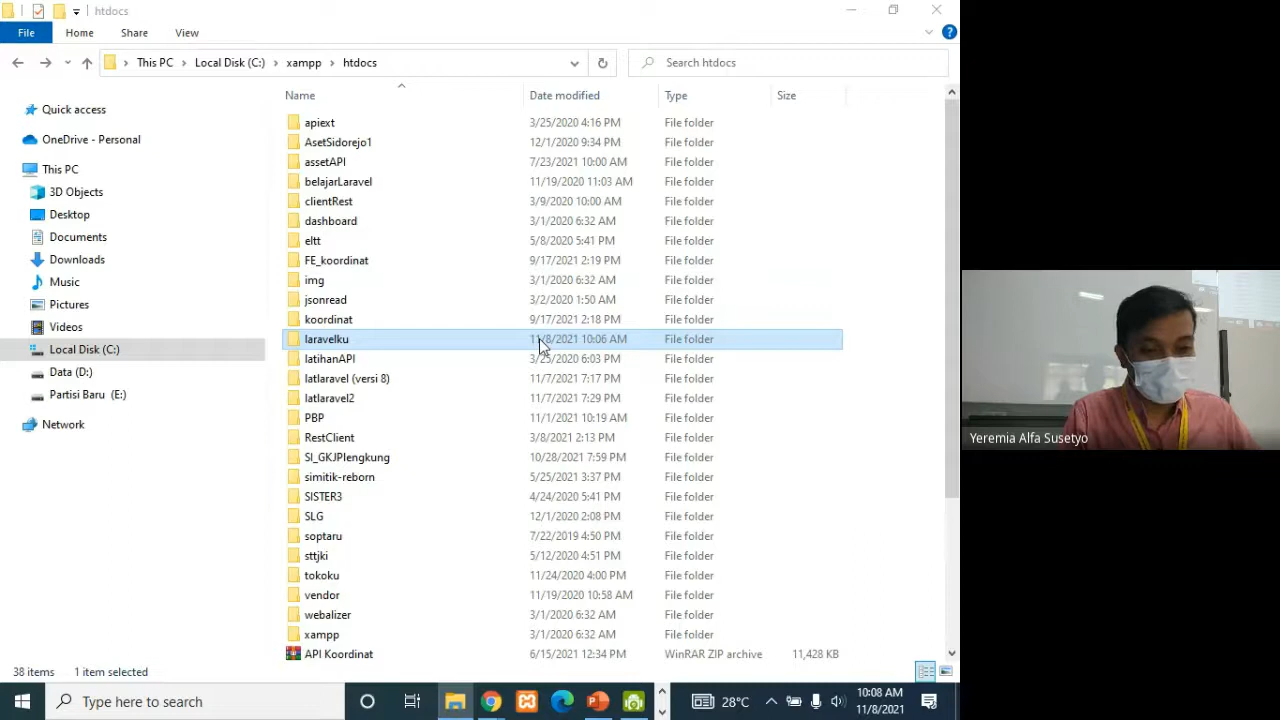 htdocs
File Home Share View
This PC Local Disk (C:) xampp htdocs Search htdocs
Name Date modified Type Size
Quick access
OneDrive - Personal
This PC
3D Objects
Desktop
Documents
Downloads
Music
Pictures
Videos
Local Disk (C:)
Data (D:)
Partisi Baru (E:)
Network
apiext 3/25/2020 4:16 PM File folder
AsetSidorejo1 12/1/2020 9:34 PM File folder
assetAPI 7/23/2021 10:00 AM File folder
belajarLaravel 11/19/2020 11:03 AM File folder
clientRest 3/9/2020 10:00 AM File folder
dashboard 3/1/2020 6:32 AM File folder
eltt 5/8/2020 5:41 PM File folder
FE_koordinat 9/17/2021 2:19 PM File folder
img 3/1/2020 6:32 AM File folder
jsonread 3/2/2020 1:50 AM File folder
koordinat 9/17/2021 2:18 PM File folder
laravelku 11/8/2021 10:06 AM File folder
latihanAPI 3/25/2020 6:03 PM File folder
latlaravel (versi 8) 11/7/2021 7:17 PM File folder
latlaravel2 11/7/2021 7:29 PM File folder
PBP 11/1/2021 10:19 AM File folder
RestClient 3/8/2021 2:13 PM File folder
SI_GKJPlengkung 10/28/2021 7:59 PM File folder
simitik-reborn 5/25/2021 3:37 PM File folder
SISTER3 4/24/2020 5:41 PM File folder
SLG 12/1/2020 2:08 PM File folder
soptaru 7/22/2019 4:50 PM File folder
sttjki 5/12/2020 4:51 PM File folder
tokoku 11/24/2020 4:00 PM File folder
vendor 11/19/2020 10:58 AM File folder
webalizer 3/1/2020 6:32 AM File folder
xampp 3/1/2020 6:32 AM File folder
API Koordinat 6/15/2021 12:34 PM WinRAR ZIP archive 11,428 KB
38 items 1 item selected
Type here to search
28°C
10:08 AM
11/8/2021
Yeremia Alfa Susetyo